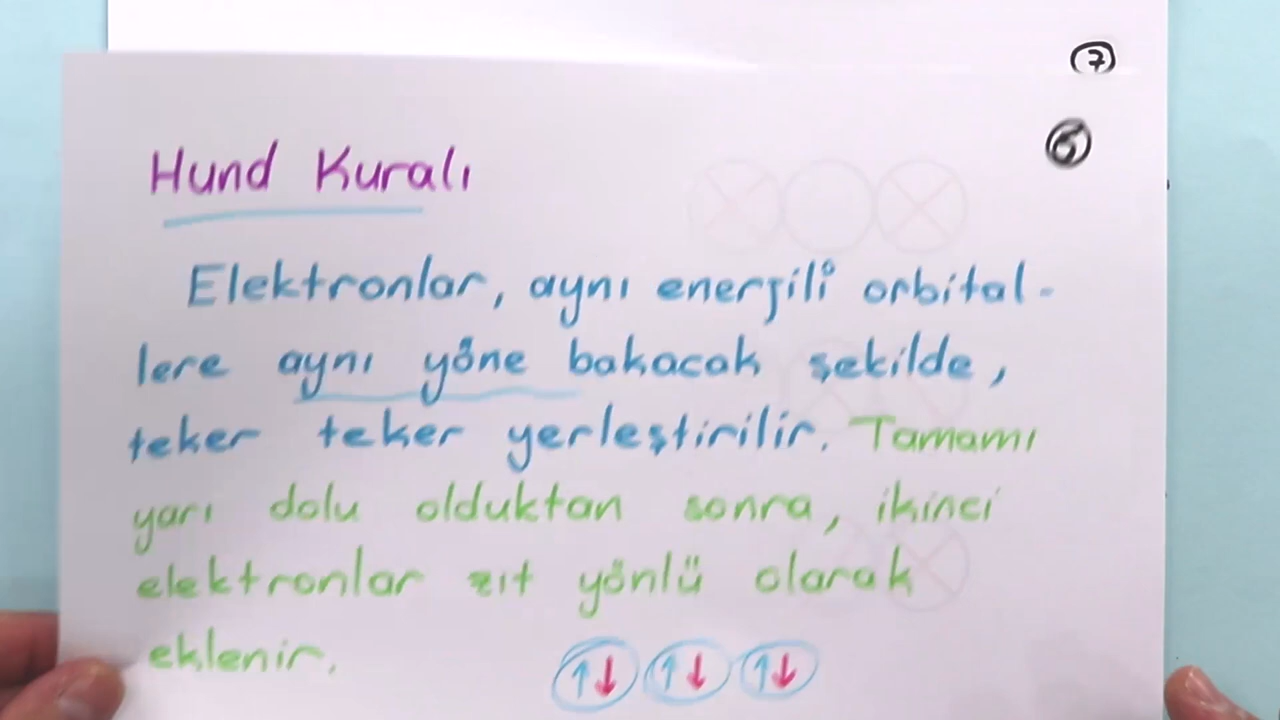 7
6
Hund Kuralı
Elektronlar, aynı enerjili orbital-
lere aynı yöne bakacak şekilde,
teker teker yerleştirilir. Tamamı
yarı dolu olduktan sonra, ikinci
elektronlar zıt yönlü olarak
eklenir.
↑↓ ↑↓ ↑↓